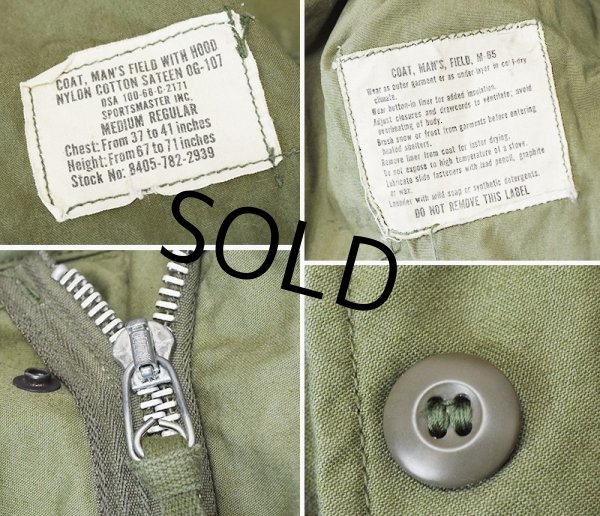 COAT, MAN'S FIELD WITH HOOD
NYLON COTTON SATEEN OG-107
DSA 100-68-C-2171
SPORTSMASTER INC.
MEDIUM REGULAR
Chest: From 37 to 41 inches
Height: From 67 to 71 inches
Stock No: 8405-782-2939
COAT, MAN'S, FIELD, M-65
Wear as outer garment or as under layer in cold-dry
climate.
Wear button-in liner for added insulation.
Adjust closures and drawcords to ventilate; avoid
overheating of body.
Brush snow or frost from garments before entering
heated shelters.
Remove liner from coat for faster drying.
Do not expose to high temperature of a stove.
Lubricate slide fasteners with lead pencil, graphite
or wax.
Launder with mild soap or synthetic detergents.
DO NOT REMOVE THIS LABEL
SOLD